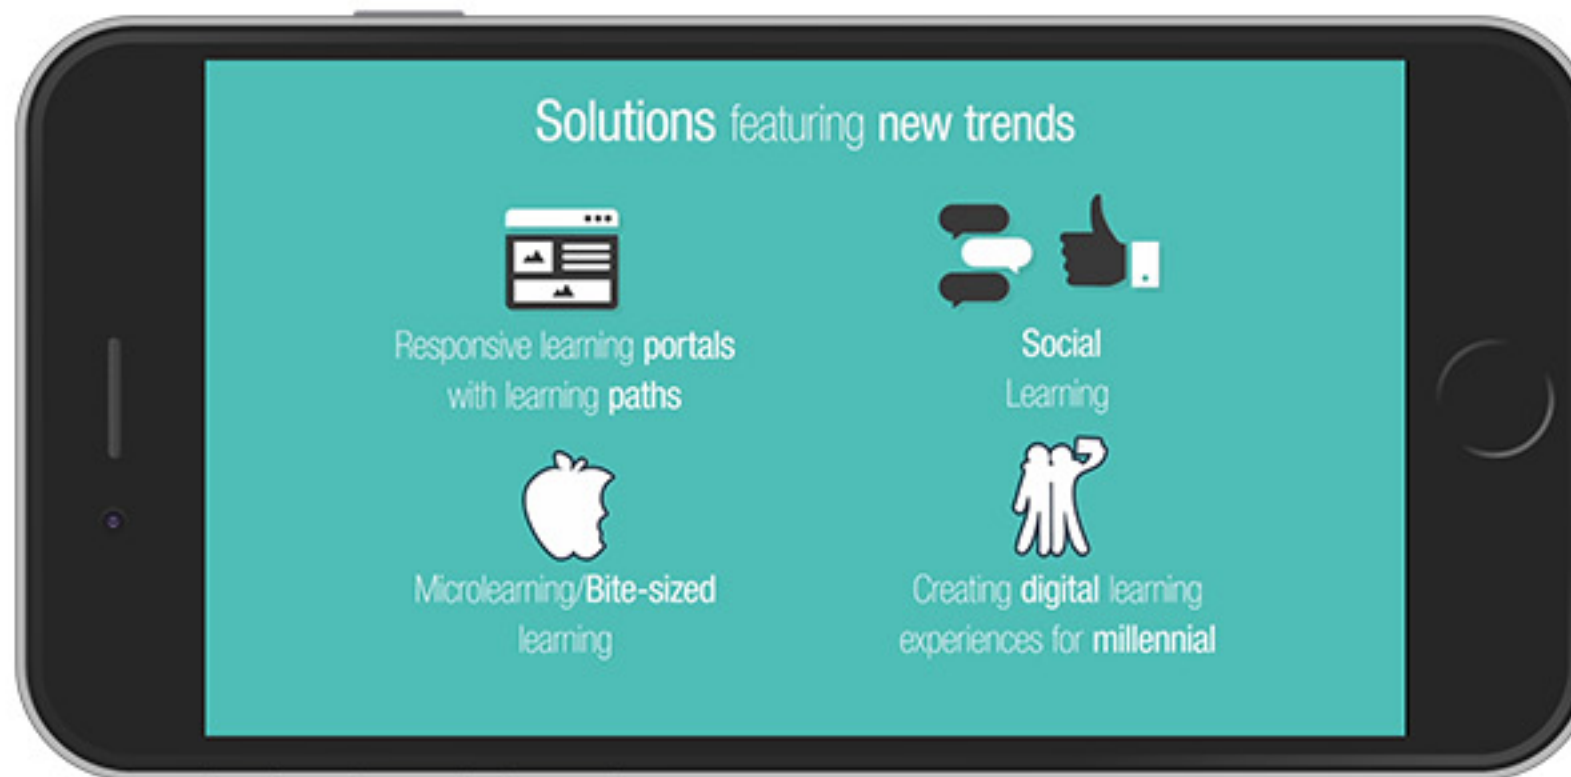 Solutions featuring new trends
Responsive learning portals
with learning paths
Social
Learning
Microlearning/Bite-sized
learning
Creating digital learning
experiences for millennial